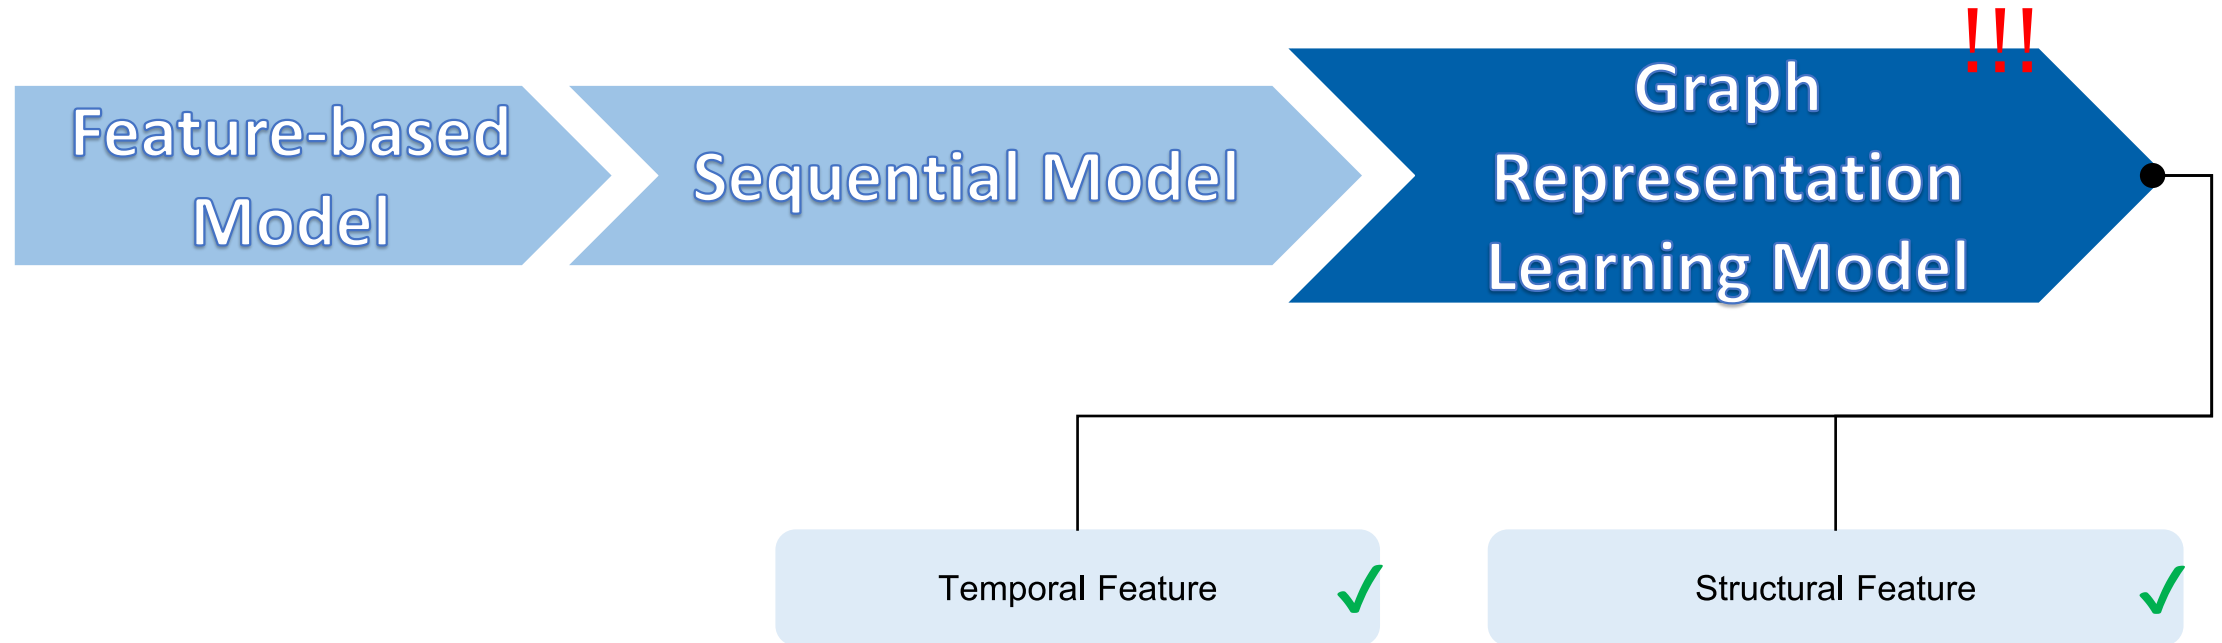 !!!
Feature-based
Model
Sequential Model
Graph
Representation
Learning Model
Temporal Feature ✓
Structural Feature ✓